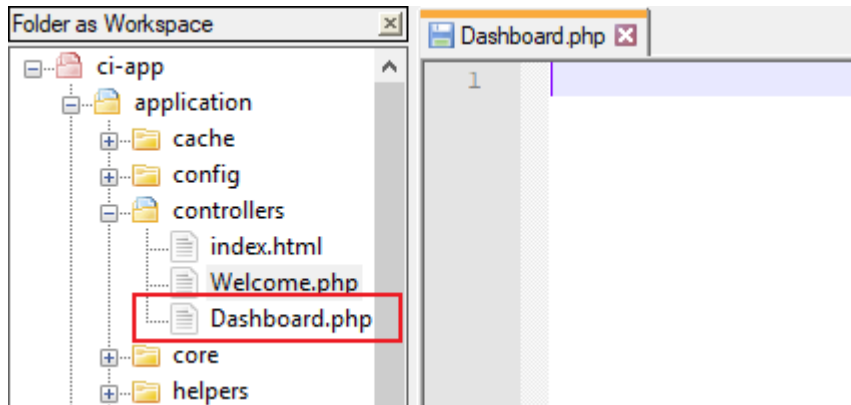 Folder as Workspace
ci-app
application
cache
config
controllers
index.html
Welcome.php
Dashboard.php
core
helpers
Dashboard.php
1